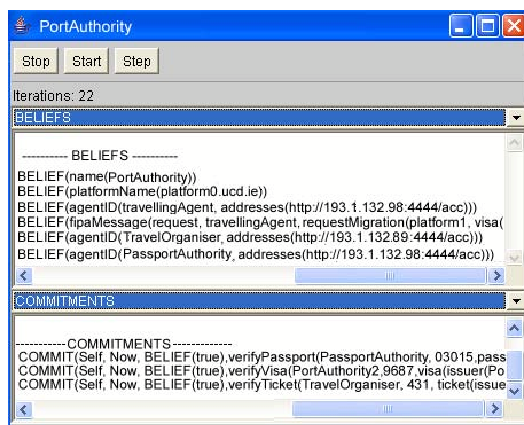 PortAuthority
Stop Start Step
Iterations: 22
BELIEFS
---------- BELIEFS ----------
BELIEF(name(PortAuthority))
BELIEF(platformName(platform0.ucd.ie))
BELIEF(agentID(travellingAgent, addresses(http://193.1.132.98:4444/acc)))
BELIEF(fipaMessage(request, travellingAgent, requestMigration(platform1, visa(
BELIEF(agentID(TravelOrganiser, addresses(http://193.1.132.89:4444/acc)))
BELIEF(agentID(PassportAuthority, addresses(http://193.1.132.98:4444/acc)))
COMMITMENTS
-----------COMMITMENTS-------------
COMMIT(Self, Now, BELIEF(true),verifyPassport(PassportAuthority, 03015,pass
COMMIT(Self, Now, BELIEF(true),verifyVisa(PortAuthority2,9687,visa(issuer(Po
COMMIT(Self, Now, BELIEF(true),verifyTicket(TravelOrganiser, 431, ticket(issue